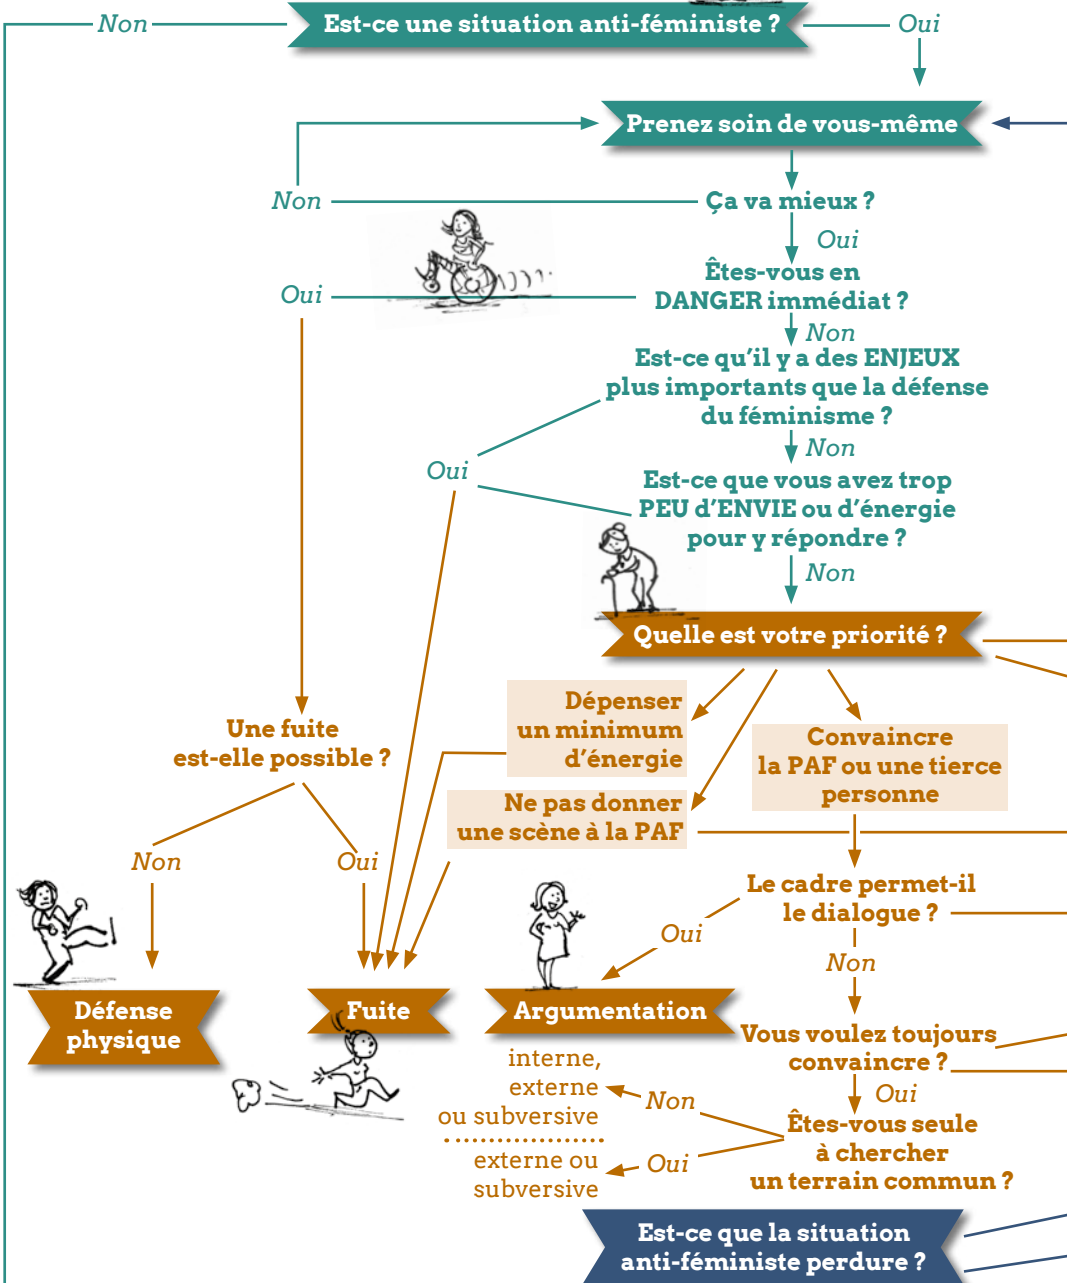 Non
Est-ce une situation anti-féministe ?
Oui
Prenez soin de vous-même
Non
Ça va mieux ?
Oui
Êtes-vous en
DANGER immédiat ?
Oui
Non
Est-ce qu'il y a des ENJEUX
plus importants que la défense
du féminisme ?
Oui
Non
Est-ce que vous avez trop
PEU d'ENVIE ou d'énergie
pour y répondre ?
Non
Quelle est votre priorité ?
Dépenser
un minimum
d'énergie
Convaincre
la PAF ou une tierce
personne
Une fuite
est-elle possible ?
Ne pas donner
une scène à la PAF
Non
Oui
Le cadre permet-il
le dialogue ?
Oui
Non
Défense
physique
Fuite
Argumentation
Vous voulez toujours
convaincre ?
interne,
externe
ou subversive
Non
Oui
Êtes-vous seule
à chercher
un terrain commun ?
externe ou
subversive
Oui
Est-ce que la situation
anti-féministe perdure ?